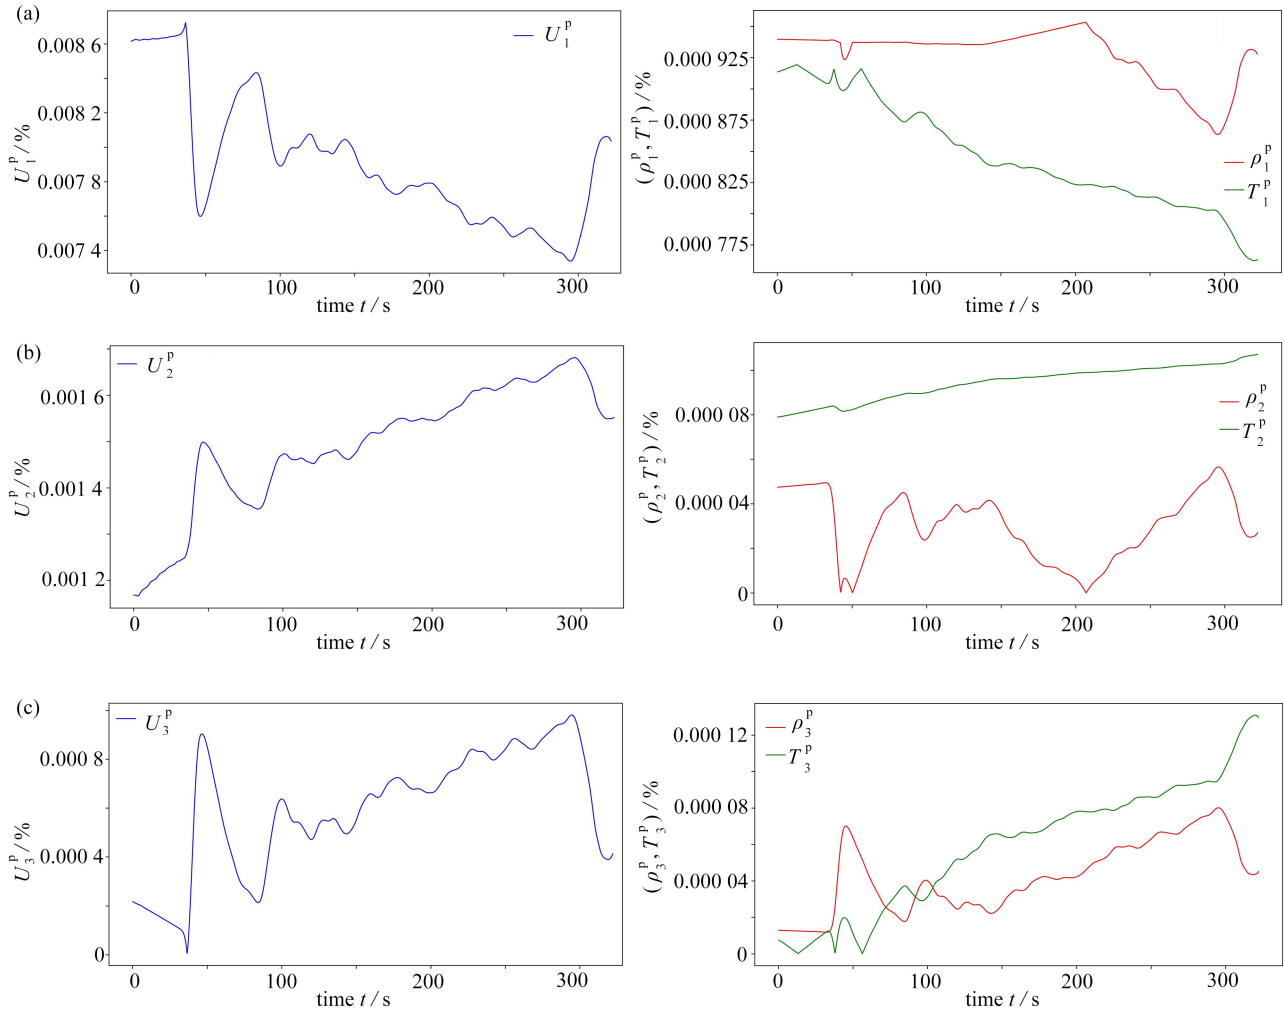 (a)
U₁ᵖ
0.008 6
0.008 2
0.007 8
0.007 4
U₁ᵖ / %
0
100
200
300
time t / s
ρ₁ᵖ
T₁ᵖ
0.000 925
0.000 875
0.000 825
0.000 775
(ρ₁ᵖ, T₁ᵖ) / %
0
100
200
300
time t / s
(b)
U₂ᵖ
0.001 6
0.001 4
0.001 2
U₂ᵖ / %
0
100
200
300
time t / s
ρ₂ᵖ
T₂ᵖ
0.000 08
0.000 04
0
(ρ₂ᵖ, T₂ᵖ) / %
0
100
200
300
time t / s
(c)
U₃ᵖ
0.000 8
0.000 4
0
U₃ᵖ / %
0
100
200
300
time t / s
ρ₃ᵖ
T₃ᵖ
0.000 12
0.000 08
0.000 04
0
(ρ₃ᵖ, T₃ᵖ) / %
0
100
200
300
time t / s